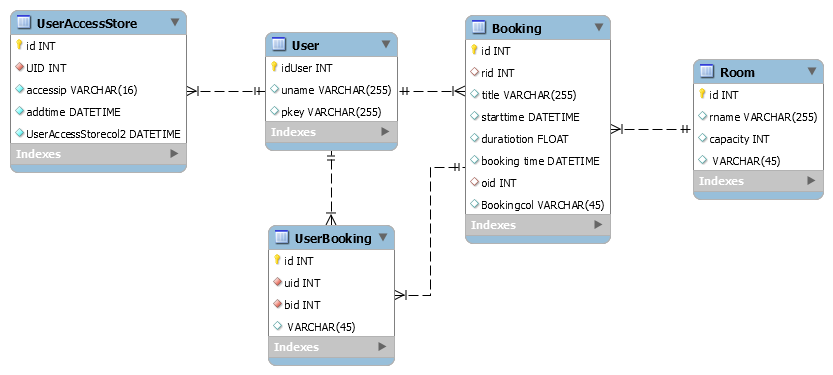 UserAccessStore
id INT
UID INT
accessip VARCHAR(16)
addtime DATETIME
UserAccessStorecol2 DATETIME
Indexes
User
idUser INT
uname VARCHAR(255)
pkey VARCHAR(255)
Indexes
UserBooking
id INT
uid INT
bid INT
VARCHAR(45)
Indexes
Booking
id INT
rid INT
title VARCHAR(255)
starttime DATETIME
duratiotion FLOAT
booking time DATETIME
oid INT
Bookingcol VARCHAR(45)
Indexes
Room
id INT
rname VARCHAR(255)
capacity INT
VARCHAR(45)
Indexes